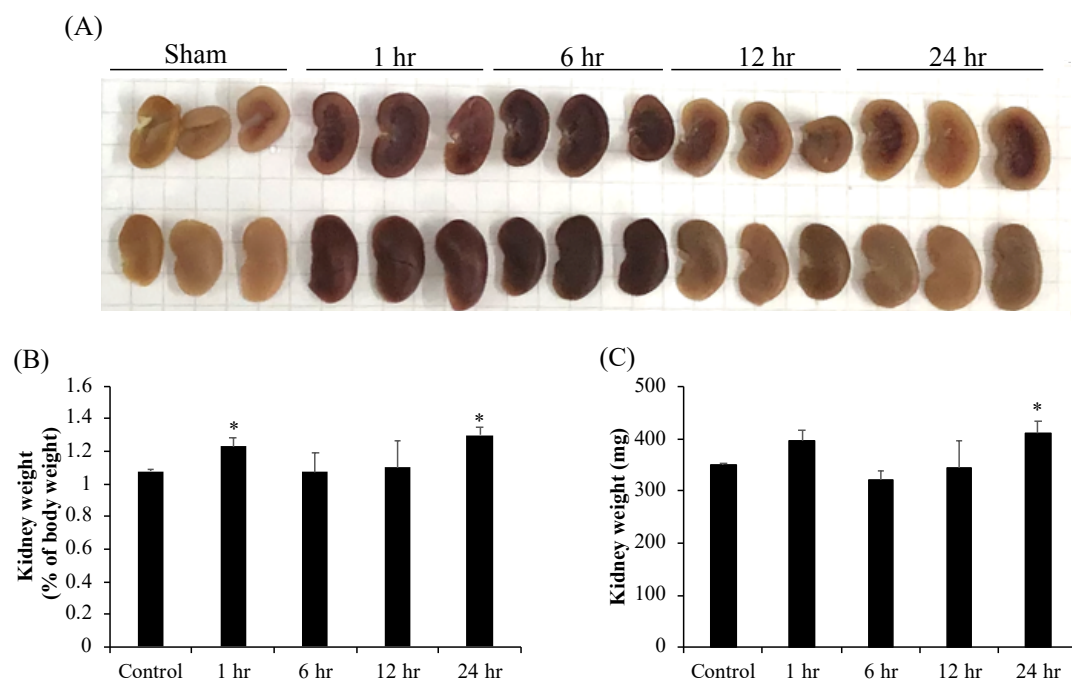 (A)
Sham 1 hr 6 hr 12 hr 24 hr
(B)
Kidney weight
(% of body weight)
1.6
1.4
1.2
1
0.8
0.6
0.4
0.2
0
*
*
Control 1 hr 6 hr 12 hr 24 hr
(C)
Kidney weight (mg)
500
400
300
200
100
0
*
Control 1 hr 6 hr 12 hr 24 hr